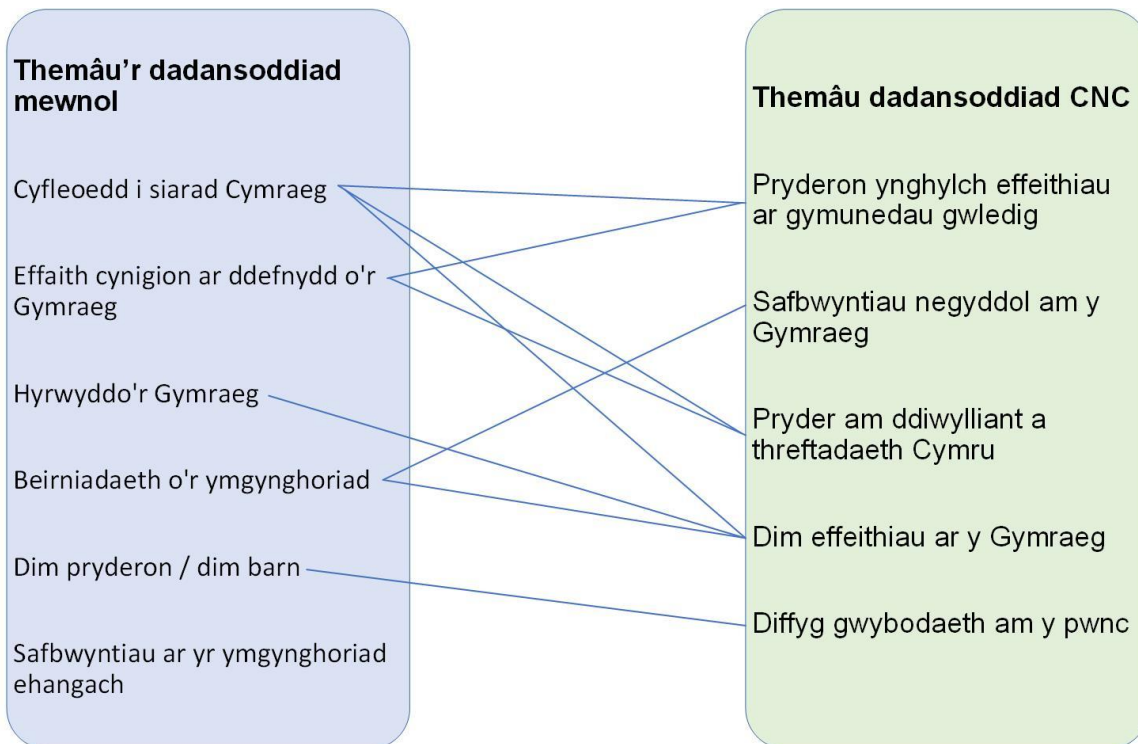 Themâu'r dadansoddiad
mewnol
Cyfleoedd i siarad Cymraeg
Effaith cynigion ar ddefnydd o'r
Gymraeg
Hyrwyddo'r Gymraeg
Beirniadaeth o'r ymgynghoriad
Dim pryderon / dim barn
Safbwyntiau ar yr ymgynghoriad
ehangach
Themâu dadansoddiad CNC
Pryderon ynghylch effeithiau
ar gymunedau gwledig
Safbwyntiau negyddol am y
Gymraeg
Pryder am ddiwylliant a
threftadaeth Cymru
Dim effeithiau ar y Gymraeg
Diffyg gwybodaeth am y pwnc